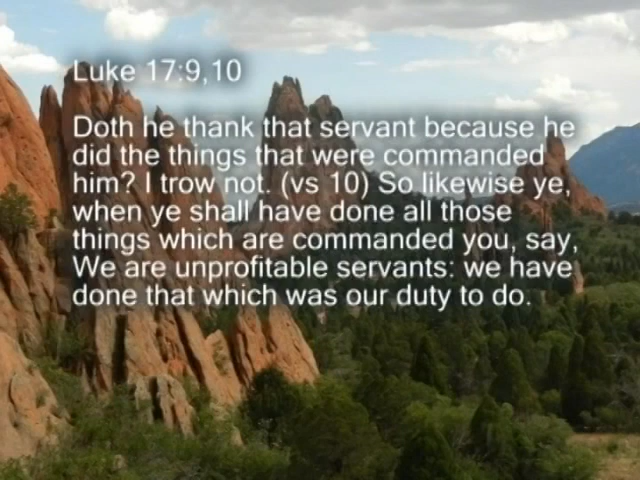 Luke 17:9,10
Doth he thank that servant because he
did the things that were commanded
him? I trow not. (vs 10) So likewise ye,
when ye shall have done all those
things which are commanded you, say,
We are unprofitable servants: we have
done that which was our duty to do.